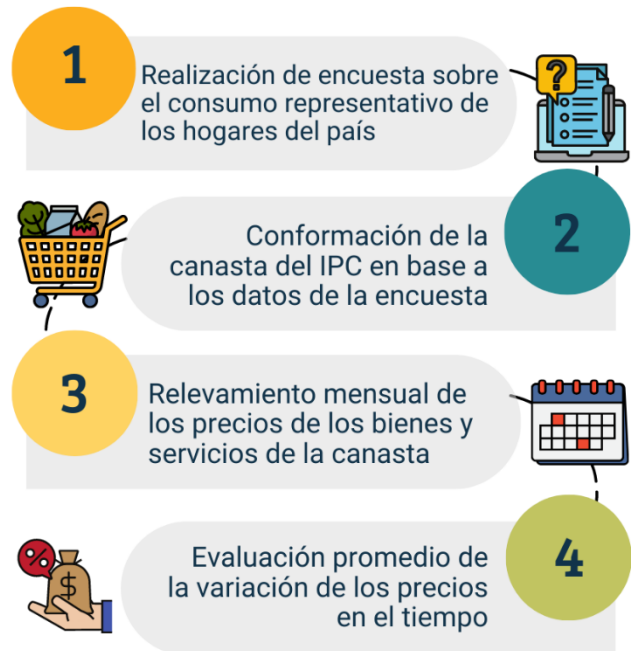 1
Realización de encuesta sobre
el consumo representativo de
los hogares del país
?
2
Conformación de la
canasta del IPC en base a
los datos de la encuesta
3
Relevamiento mensual de
los precios de los bienes y
servicios de la canasta
%
$
4
Evaluación promedio de
la variación de los precios
en el tiempo